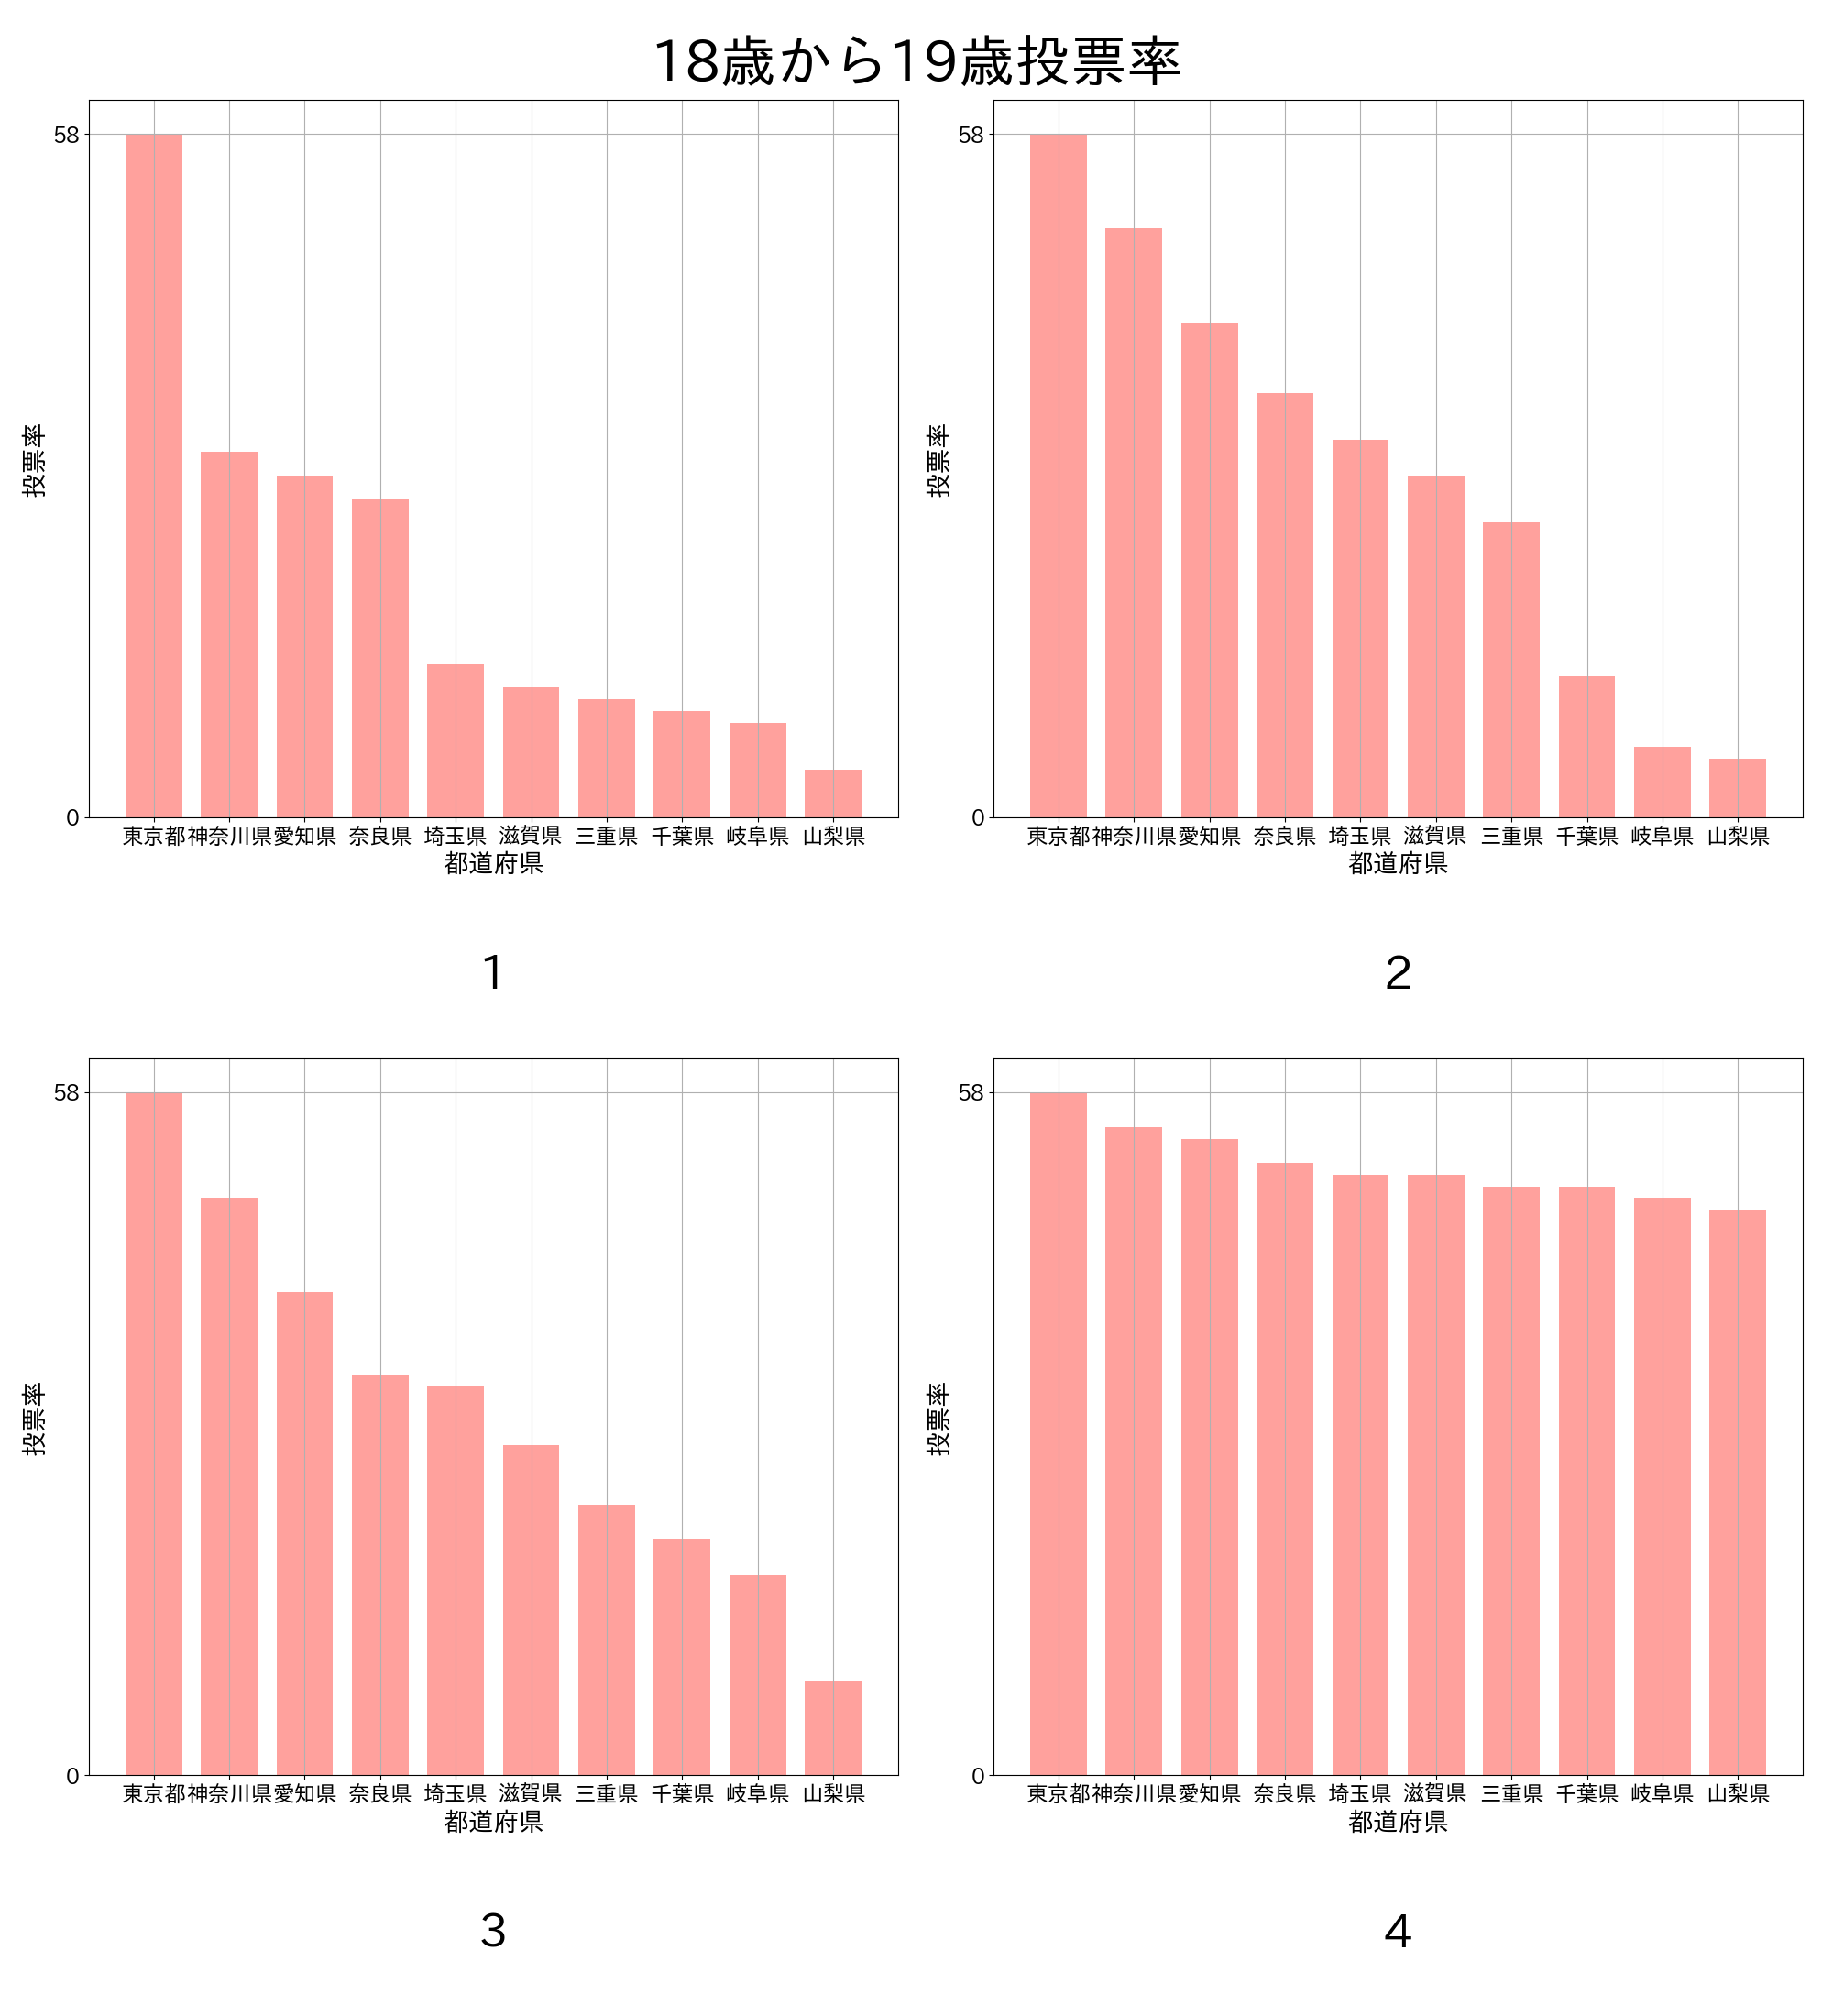 18歳から19歳投票率
58
0
投票率
東京都 神奈川県 愛知県 奈良県 埼玉県 滋賀県 三重県 千葉県 岐阜県 山梨県
都道府県
1
58
0
投票率
東京都 神奈川県 愛知県 奈良県 埼玉県 滋賀県 三重県 千葉県 岐阜県 山梨県
都道府県
2
58
0
投票率
東京都 神奈川県 愛知県 奈良県 埼玉県 滋賀県 三重県 千葉県 岐阜県 山梨県
都道府県
3
58
0
投票率
東京都 神奈川県 愛知県 奈良県 埼玉県 滋賀県 三重県 千葉県 岐阜県 山梨県
都道府県
4